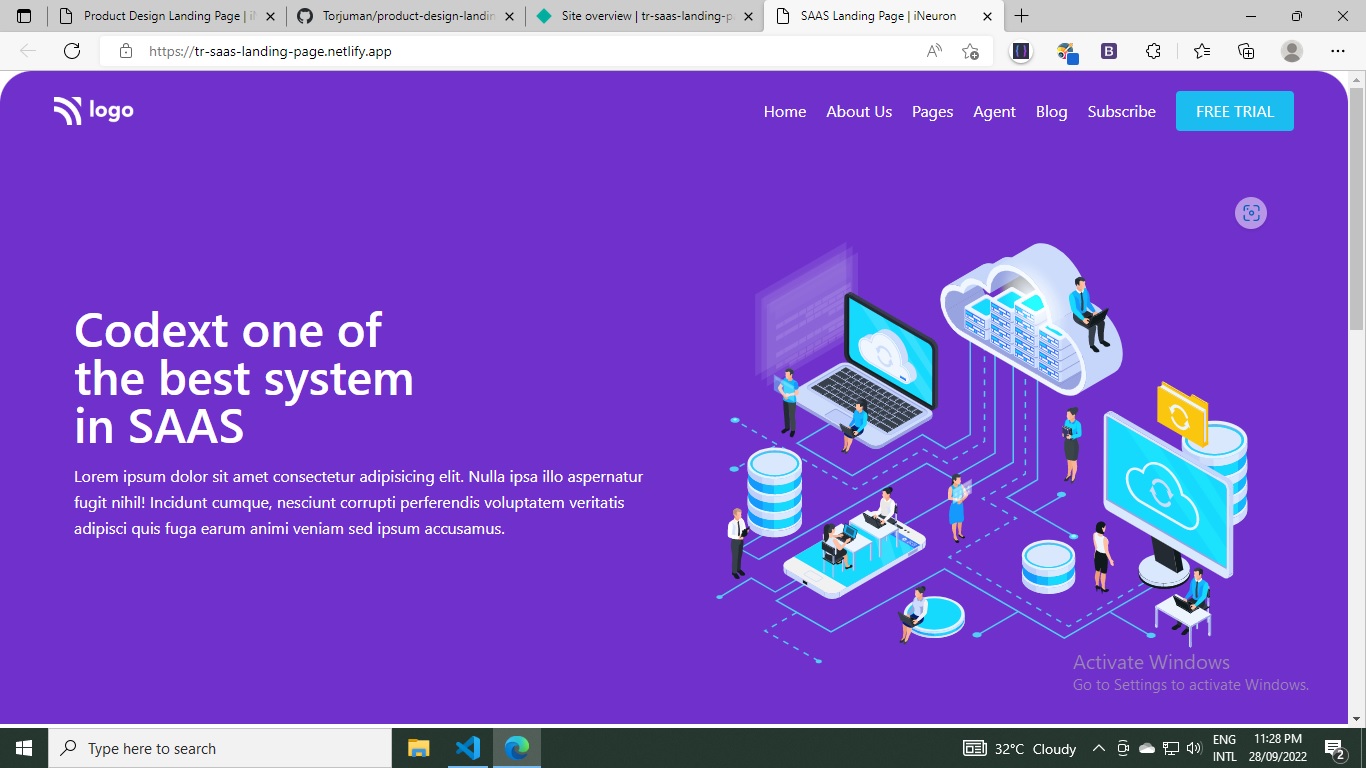 Product Design Landing Page | iN
Torjuman/product-design-landin
Site overview | tr-saas-landing-p
SAAS Landing Page | iNeuron
https://tr-saas-landing-page.netlify.app
logo
Home About Us Pages Agent Blog Subscribe FREE TRIAL
Codext one of
the best system
in SAAS
Lorem ipsum dolor sit amet consectetur adipisicing elit. Nulla ipsa illo aspernatur
fugit nihil! Incidunt cumque, nesciunt corrupti perferendis voluptatem veritatis
adipisci quis fuga earum animi veniam sed ipsum accusamus.
Activate Windows
Go to Settings to activate Windows.
Type here to search
32°C Cloudy
ENG
INTL
11:28 PM
28/09/2022
2